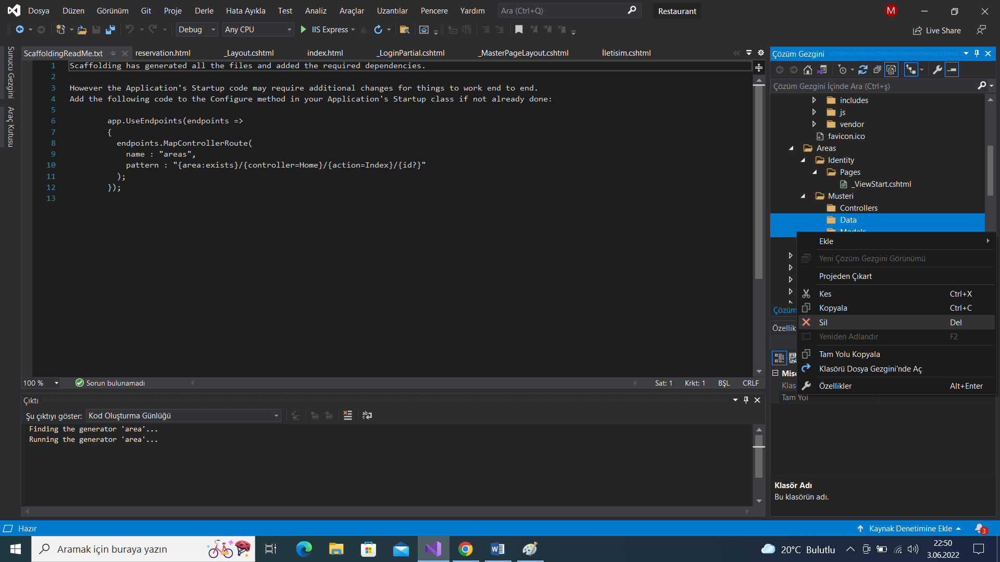 Dosya Düzen Görünüm Git Proje Derle Hata Ayıkla Test Analiz Araçlar Uzantılar Pencere Yardım Ara (Ctrl+Q) Restaurant M
Debug Any CPU IIS Express Live Share
Sunucu Gezgini
Araç Kutusu
ScaffoldingReadMe.txt reservation.html _Layout.cshtml index.html _LoginPartial.cshtml _MasterPageLayout.cshtml İletisim.cshtml
1 Scaffolding has generated all the files and added the required dependencies.
2
3 However the Application's Startup code may require additional changes for things to work end to end.
4 Add the following code to the Configure method in your Application's Startup class if not already done:
5
6 app.UseEndpoints(endpoints =>
7 {
8 endpoints.MapControllerRoute(
9 name : "areas",
10 pattern : "{area:exists}/{controller=Home}/{action=Index}/{id?}"
11 );
12 });
13
100 % Sorun bulunamadı Sat: 1 Krkt: 1 BŞL CRLF
Çıktı
Şu çıktıyı göster: Kod Oluşturma Günlüğü
Finding the generator 'area'...
Running the generator 'area'...
Çözüm Gezgini
Çözüm Gezgini İçinde Ara (Ctrl+ş)
includes
js
vendor
favicon.ico
Areas
Identity
Pages
_ViewStart.cshtml
Musteri
Controllers
Data
Models
Ekle
Yeni Çözüm Gezgini Görünümü
Projeden Çıkart
Kes Ctrl+X
Kopyala Ctrl+C
Sil Del
Yeniden Adlandır F2
Tam Yolu Kopyala
Klasörü Dosya Gezgini'nde Aç
Özellikler Alt+Enter
Çözüm
Özellik
Misc
Klas
Tam Yol
Klasör Adı
Bu klasörün adı.
Hazır Kaynak Denetimine Ekle 3
Aramak için buraya yazın 20°C Bulutlu 22:50
3.06.2022